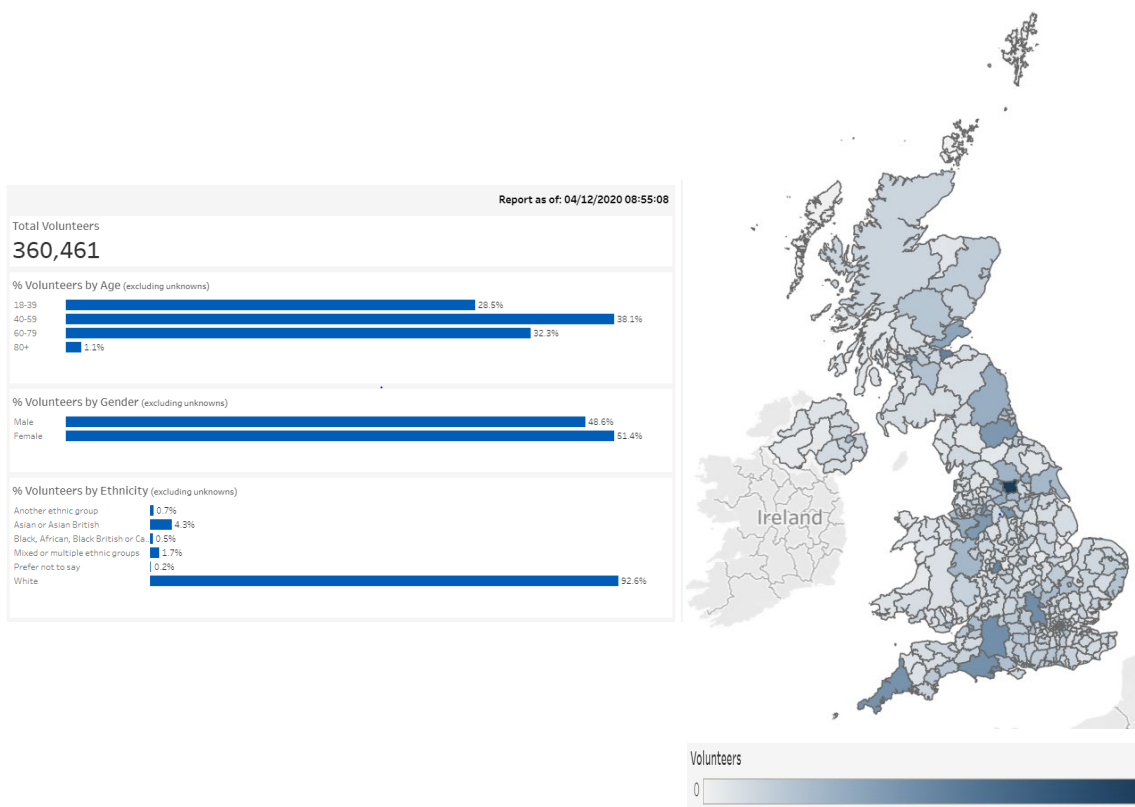 Report as of: 04/12/2020 08:55:08
Total Volunteers
360,461
% Volunteers by Age (excluding unknowns)
18-39 28.5%
40-59 38.1%
60-79 32.3%
80+ 1.1%
% Volunteers by Gender (excluding unknowns)
Male 48.6%
Female 51.4%
% Volunteers by Ethnicity (excluding unknowns)
Another ethnic group 0.7%
Asian or Asian British 4.3%
Black, African, Black British or Ca.. 0.5%
Mixed or multiple ethnic groups 1.7%
Prefer not to say 0.2%
White 92.6%
Ireland
Volunteers
0